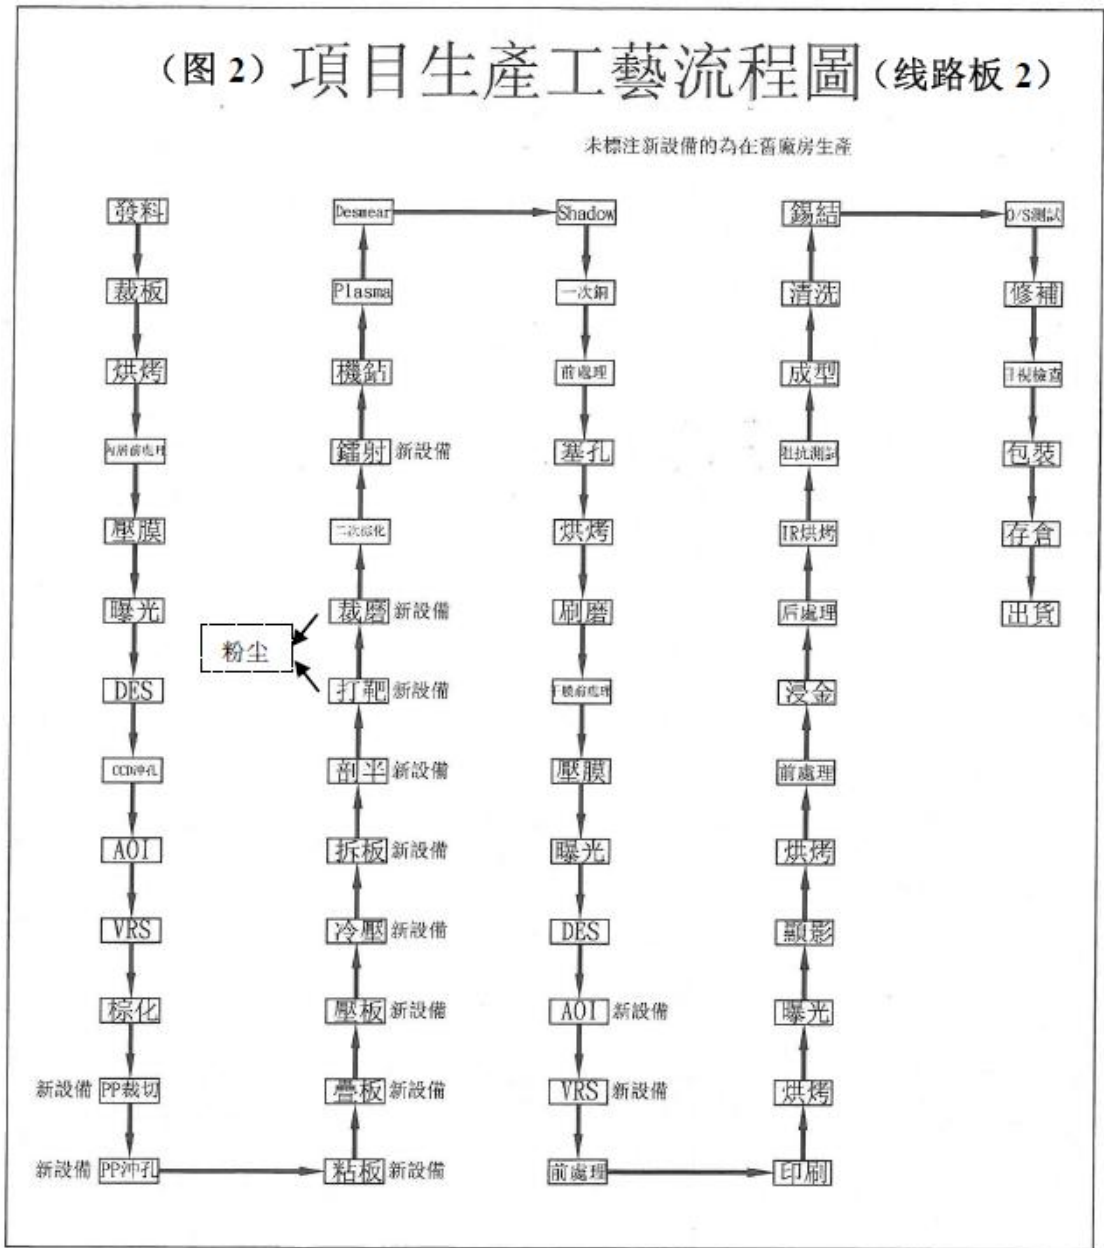 （图 2）項目生產工藝流程圖（线路板 2）
未標注新設備的為在舊廠房生產
發料
裁板
烘烤
內層前處理
壓膜
曝光
DES
CCD沖孔
AOI
VRS
棕化
新設備 PP裁切
新設備 PP沖孔
粘板 新設備
疊板 新設備
壓板 新設備
冷壓 新設備
拆板 新設備
剖半 新設備
打靶 新設備
裁磨 新設備
粉尘
二次棕化
鐳射 新設備
機鉆
Plasma
Desmear
Shadow
一次銅
前處理
塞孔
烘烤
刷磨
干膜前處理
壓膜
曝光
DES
AOI 新設備
VRS 新設備
前處理
印刷
烘烤
曝光
顯影
烘烤
前處理
浸金
后處理
IR烘烤
阻抗測試
成型
清洗
錫結
O/S測試
修補
目視檢查
包裝
存倉
出貨